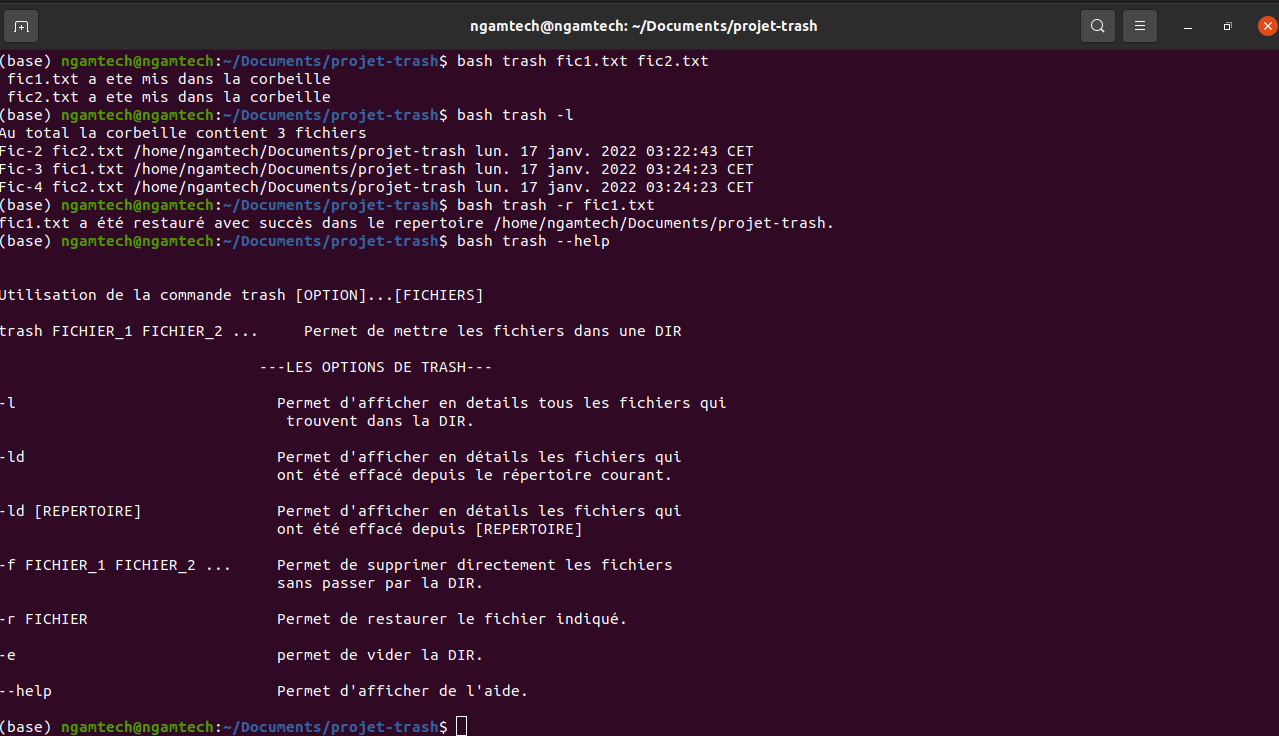 ngamtech@ngamtech: ~/Documents/projet-trash
(base) ngamtech@ngamtech:~/Documents/projet-trash$ bash trash fic1.txt fic2.txt
fic1.txt a ete mis dans la corbeille
fic2.txt a ete mis dans la corbeille
(base) ngamtech@ngamtech:~/Documents/projet-trash$ bash trash -l
Au total la corbeille contient 3 fichiers
Fic-2 fic2.txt /home/ngamtech/Documents/projet-trash lun. 17 janv. 2022 03:22:43 CET
Fic-3 fic1.txt /home/ngamtech/Documents/projet-trash lun. 17 janv. 2022 03:24:23 CET
Fic-4 fic2.txt /home/ngamtech/Documents/projet-trash lun. 17 janv. 2022 03:24:23 CET
(base) ngamtech@ngamtech:~/Documents/projet-trash$ bash trash -r fic1.txt
fic1.txt a été restauré avec succès dans le repertoire /home/ngamtech/Documents/projet-trash.
(base) ngamtech@ngamtech:~/Documents/projet-trash$ bash trash --help
Utilisation de la commande trash [OPTION]...[FICHIERS]
trash FICHIER_1 FICHIER_2 ... Permet de mettre les fichiers dans une DIR
---LES OPTIONS DE TRASH---
-l Permet d'afficher en details tous les fichiers qui
trouvent dans la DIR.
-ld Permet d'afficher en détails les fichiers qui
ont été effacé depuis le répertoire courant.
-ld [REPERTOIRE] Permet d'afficher en détails les fichiers qui
ont été effacé depuis [REPERTOIRE]
-f FICHIER_1 FICHIER_2 ... Permet de supprimer directement les fichiers
sans passer par la DIR.
-r FICHIER Permet de restaurer le fichier indiqué.
-e permet de vider la DIR.
--help Permet d'afficher de l'aide.
(base) ngamtech@ngamtech:~/Documents/projet-trash$